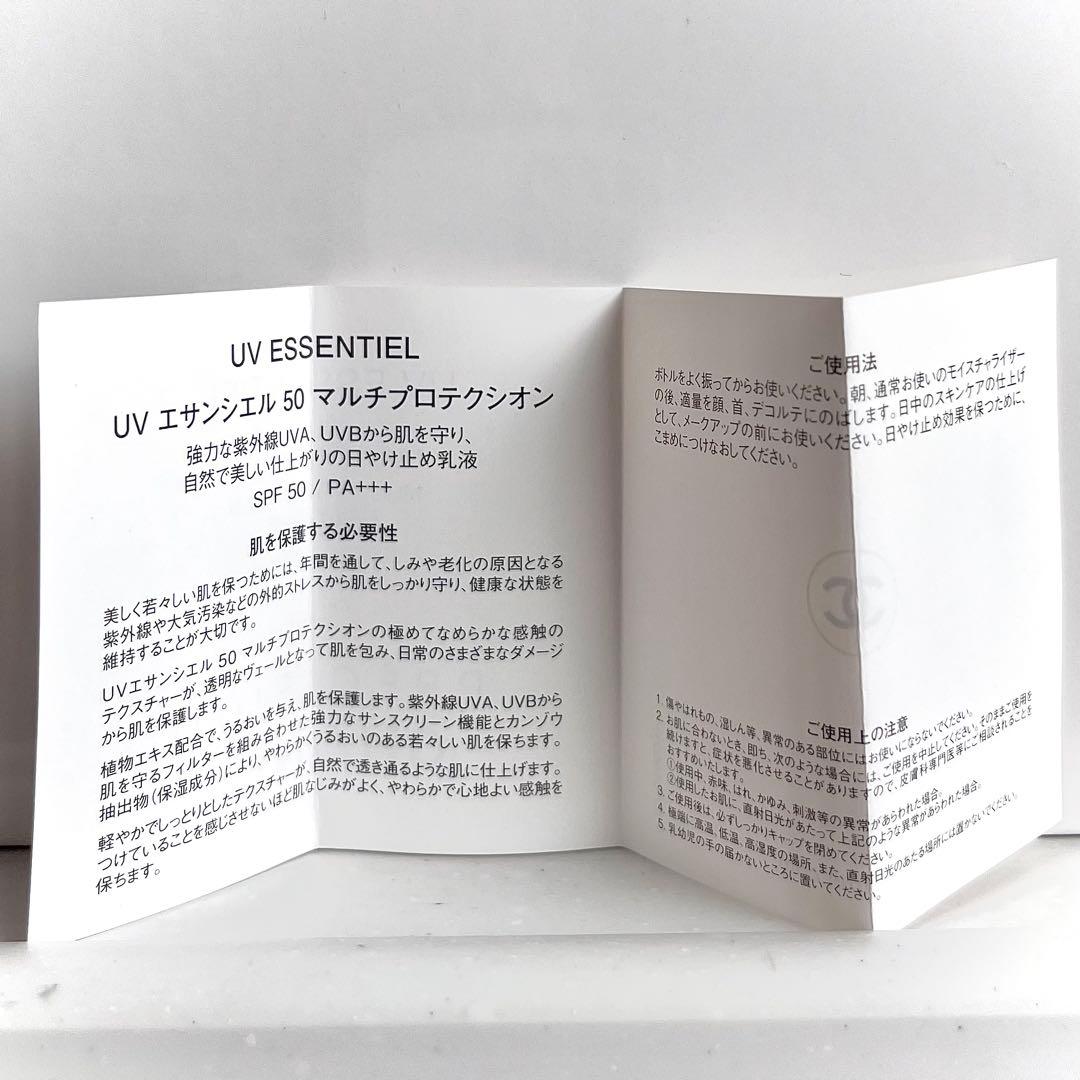 UV ESSENTIEL
UV エサンシエル 50 マルチプロテクシオン
強力な紫外線UVA、UVBから肌を守り、
自然で美しい仕上がりの日やけ止め乳液
SPF 50 / PA+++
肌を保護する必要性
美しく若々しい肌を保つためには、年間を通して、しみや老化の原因となる
紫外線や大気汚染などの外的ストレスから肌をしっかり守り、健康な状態を
維持することが大切です。
UVエサンシエル 50 マルチプロテクシオンの極めてなめらかな感触の
テクスチャーが、透明なヴェールとなって肌を包み、日常のさまざまなダメージ
から肌を保護します。
植物エキス配合で、うるおいを与え、肌を保護します。紫外線UVA、UVBから
肌を守るフィルターを組み合わせた強力なサンスクリーン機能とカンゾウ
抽出物(保湿成分)により、やわらかくうるおいのある若々しい肌を保ちます。
軽やかでしっとりとしたテクスチャーが、自然で透き通るような肌に仕上げます。
つけていることを感じさせないほど肌なじみがよく、やわらかで心地よい感触を
保ちます。
ご使用法
ボトルをよく振ってからお使いください。朝、通常お使いのモイスチャライザー
の後、適量を顔、首、デコルテにのばします。日中のスキンケアの仕上げ
として、メークアップの前にお使いください。日やけ止め効果を保つために、
こまめにつけなおしてください。
ご使用上の注意
1. 傷やはれもの、湿しん等、異常のある部位にはお使いにならないでください。
2. お肌に合わないとき、即ち、次のような場合には、ご使用を中止してください。そのままご使用を
続けますと、症状を悪化させることがありますので、皮膚科専門医等にご相談されることを
おすすめいたします。
①使用中、赤味、はれ、かゆみ、刺激等の異常があらわれた場合。
②使用したお肌に、直射日光があたって上記のような異常があらわれた場合。
3. ご使用後は、必ずしっかりキャップを閉めてください。
4. 極端に高温、低温、高湿度の場所、また、直射日光のあたる場所には置かないでください。
5. 乳幼児の手の届かないところに置いてください。